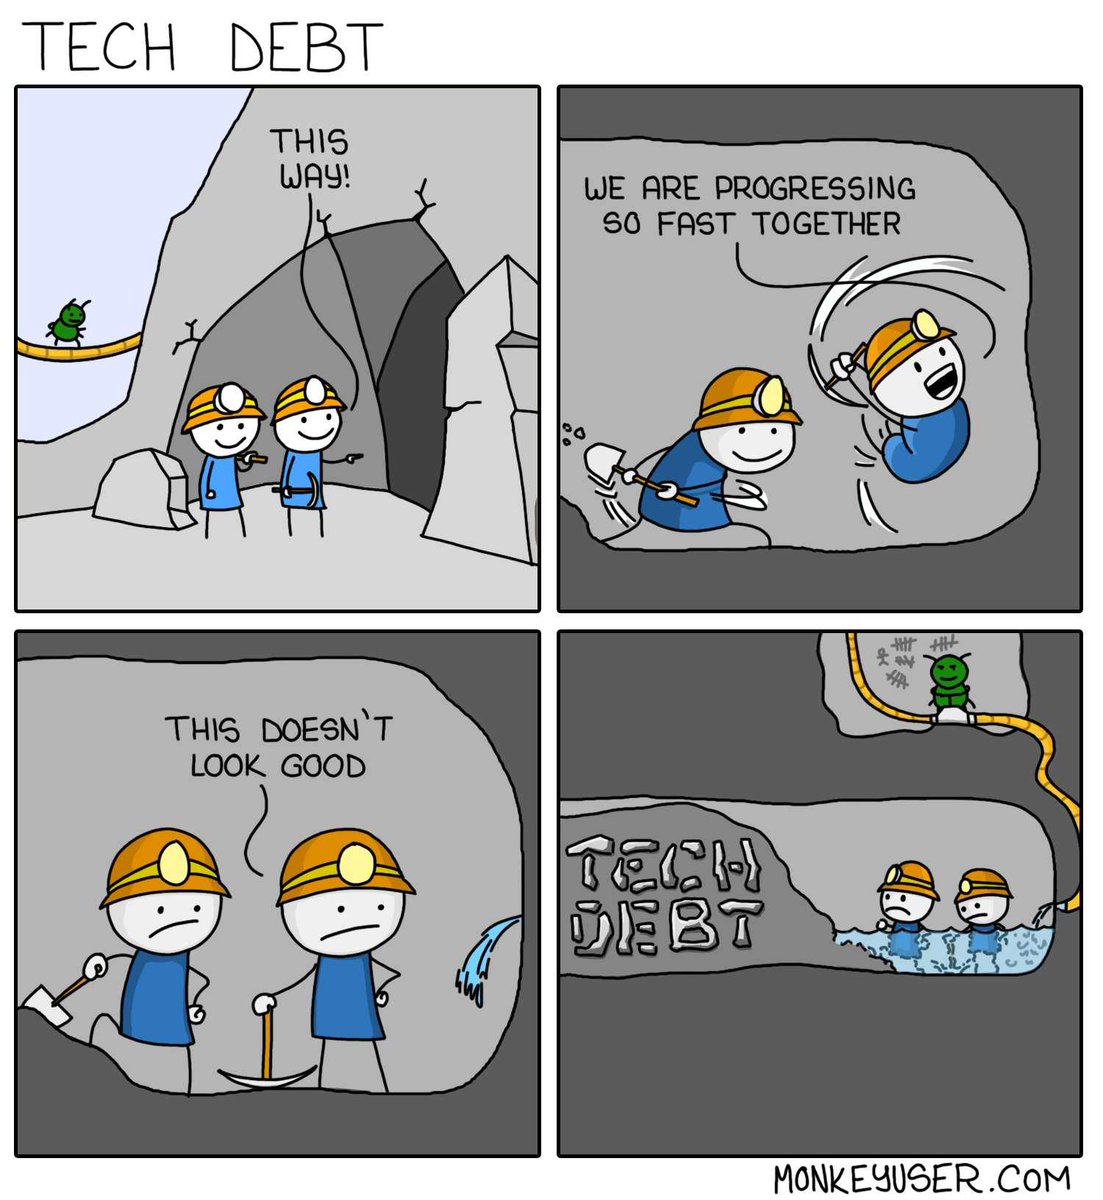 TECH DEBT
THIS
WAY!
WE ARE PROGRESSING
SO FAST TOGETHER
THIS DOESN'T
LOOK GOOD
TECH
DEBT
MONKEYUSER.COM